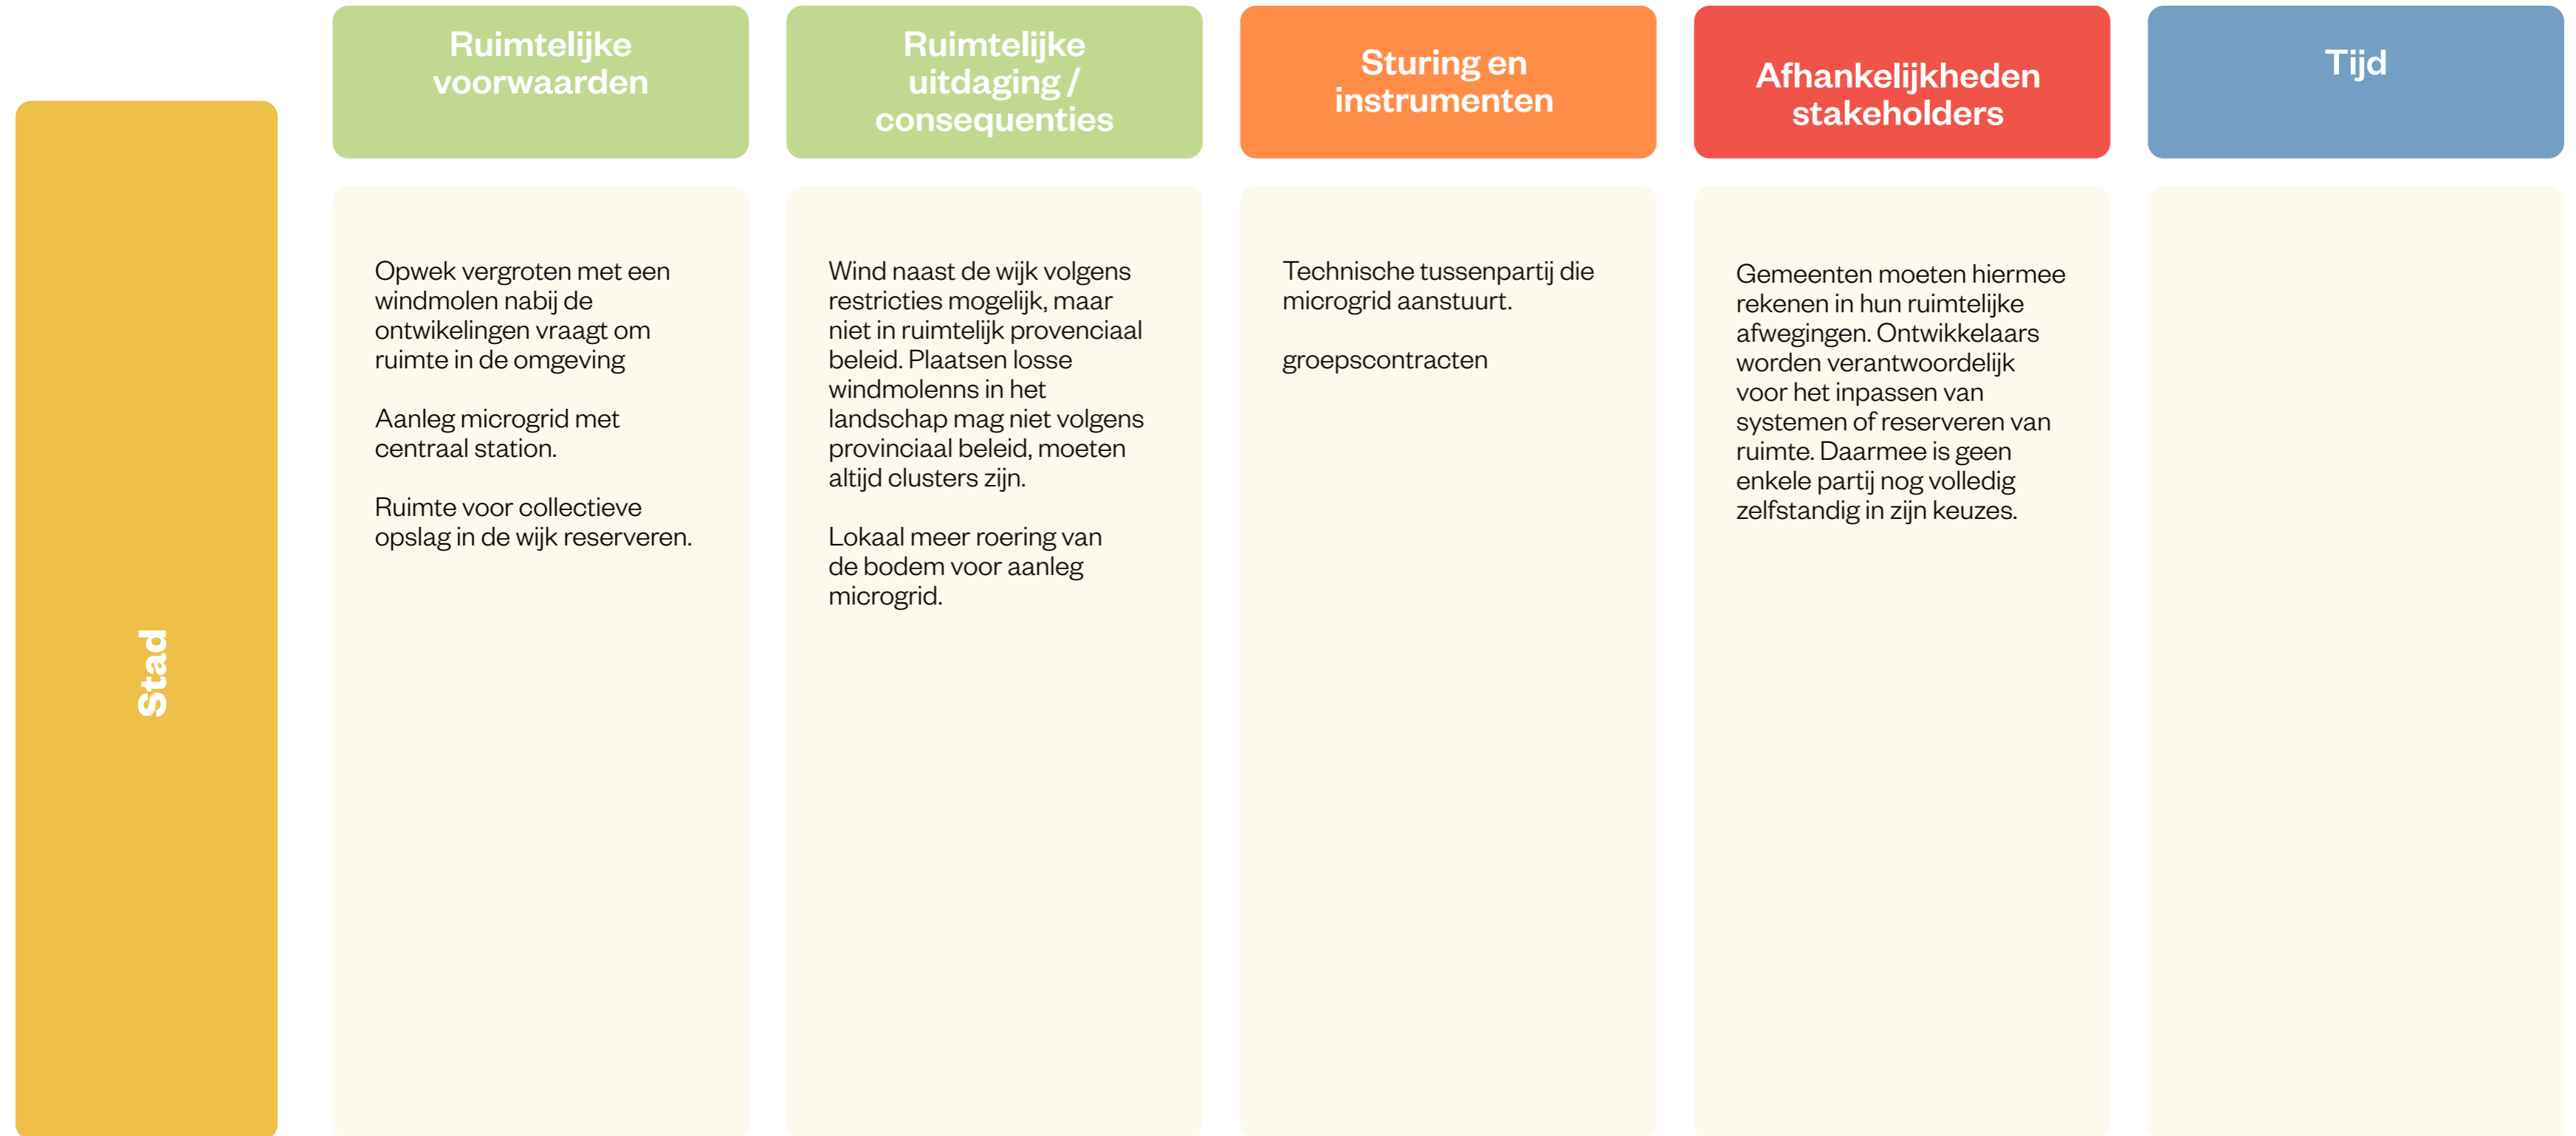 Stad
Ruimtelijke
voorwaarden
Opwek vergroten met een
windmolen nabij de
ontwikelingen vraagt om
ruimte in de omgeving
Aanleg microgrid met
centraal station.
Ruimte voor collectieve
opslag in de wijk reserveren.
Ruimtelijke
uitdaging /
consequenties
Wind naast de wijk volgens
restricties mogelijk, maar
niet in ruimtelijk provenciaal
beleid. Plaatsen losse
windmolenns in het
landschap mag niet volgens
provinciaal beleid, moeten
altijd clusters zijn.
Lokaal meer roering van
de bodem voor aanleg
microgrid.
Sturing en
instrumenten
Technische tussenpartij die
microgrid aanstuurt.
groepscontracten
Afhankelijkheden
stakeholders
Gemeenten moeten hiermee
rekenen in hun ruimtelijke
afwegingen. Ontwikkelaars
worden verantwoordelijk
voor het inpassen van
systemen of reserveren van
ruimte. Daarmee is geen
enkele partij nog volledig
zelfstandig in zijn keuzes.
Tijd